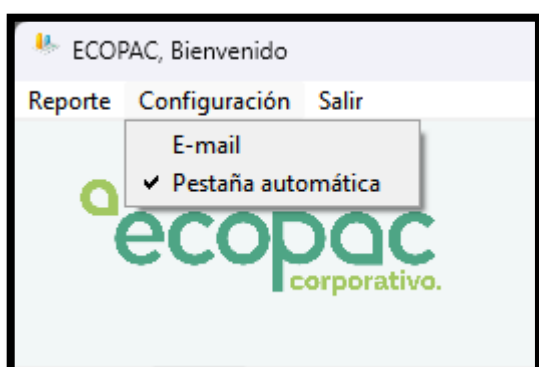 ECOPAC, Bienvenido
Reporte Configuración Salir
E-mail
Pestaña automática
ecopac
corporativo.